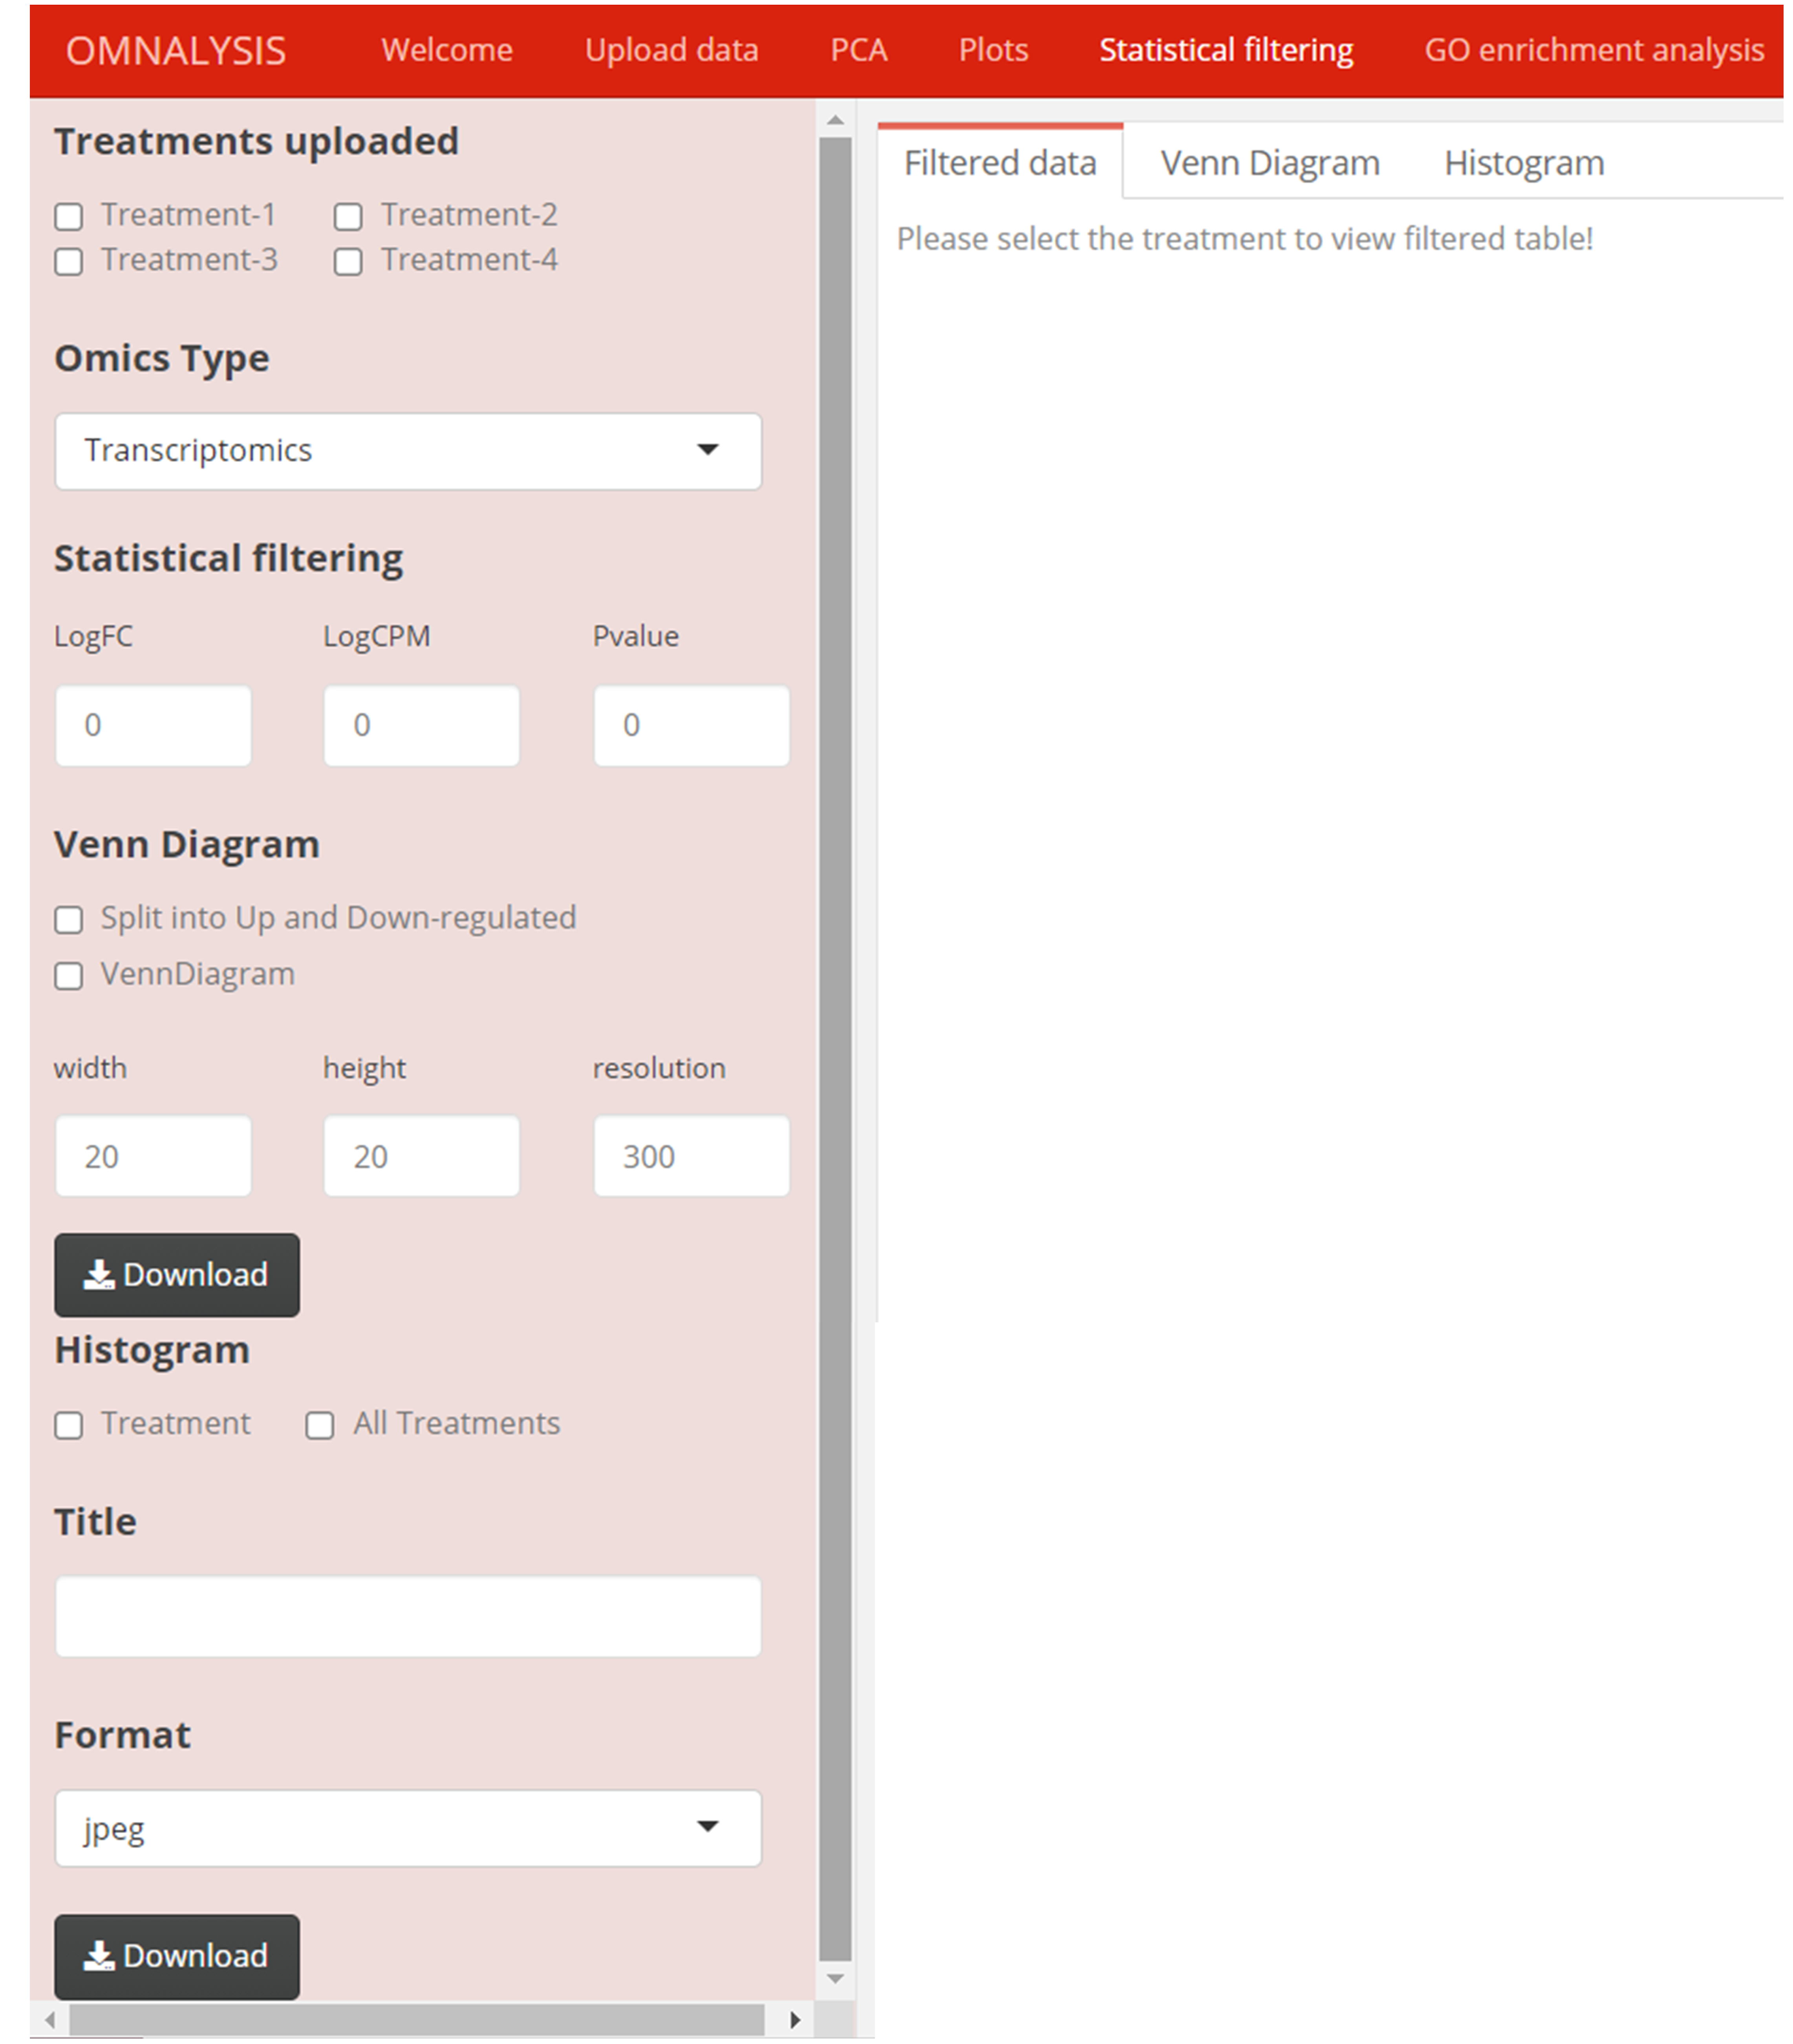 OMNALYSIS Welcome Upload data PCA Plots Statistical filtering GO enrichment analysis
Treatments uploaded
Treatment-1 Treatment-2
Treatment-3 Treatment-4
Omics Type
Transcriptomics
Statistical filtering
LogFC LogCPM Pvalue
0 0 0
Venn Diagram
Split into Up and Down-regulated
VennDiagram
width height resolution
20 20 300
Download
Histogram
Treatment All Treatments
Title
Format
jpeg
Download
Filtered data Venn Diagram Histogram
Please select the treatment to view filtered table!